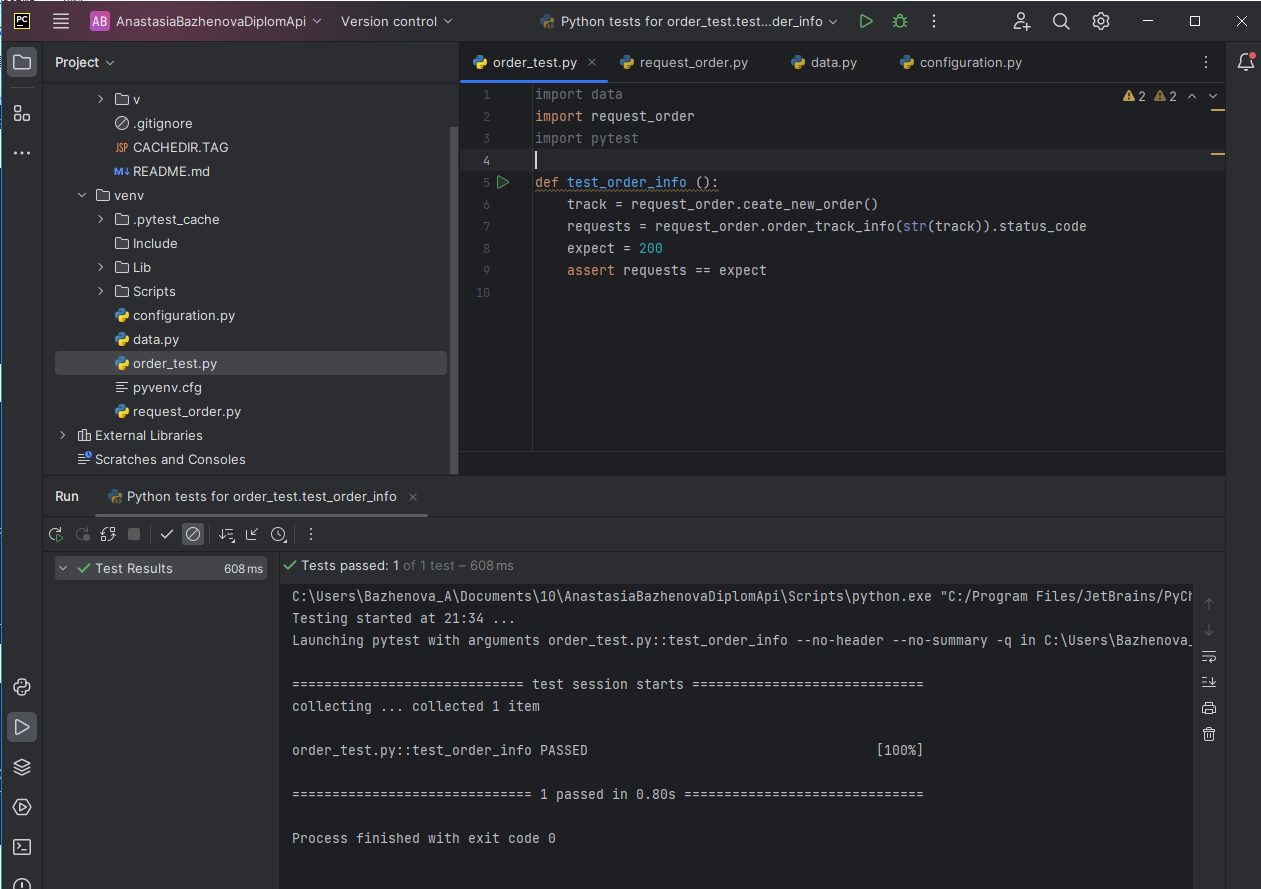 PC AB AnastasiaBazhenovaDiplomApi Version control Python tests for order_test.test...der_info
Project
v
.gitignore
JSP CACHEDIR.TAG
M↓ README.md
venv
.pytest_cache
Include
Lib
Scripts
configuration.py
data.py
order_test.py
pyvenv.cfg
request_order.py
External Libraries
Scratches and Consoles
order_test.py request_order.py data.py configuration.py
2 2
1 import data
2 import request_order
3 import pytest
4
5 def test_order_info ():
6 track = request_order.ceate_new_order()
7 requests = request_order.order_track_info(str(track)).status_code
8 expect = 200
9 assert requests == expect
10
Run Python tests for order_test.test_order_info
Test Results 608 ms
Tests passed: 1 of 1 test – 608 ms
C:\Users\Bazhenova_A\Documents\10\AnastasiaBazhenovaDiplomApi\Scripts\python.exe "C:/Program Files/JetBrains/PyCh
Testing started at 21:34 ...
Launching pytest with arguments order_test.py::test_order_info --no-header --no-summary -q in C:\Users\Bazhenova_
============================= test session starts =============================
collecting ... collected 1 item
order_test.py::test_order_info PASSED [100%]
============================== 1 passed in 0.80s ==============================
Process finished with exit code 0